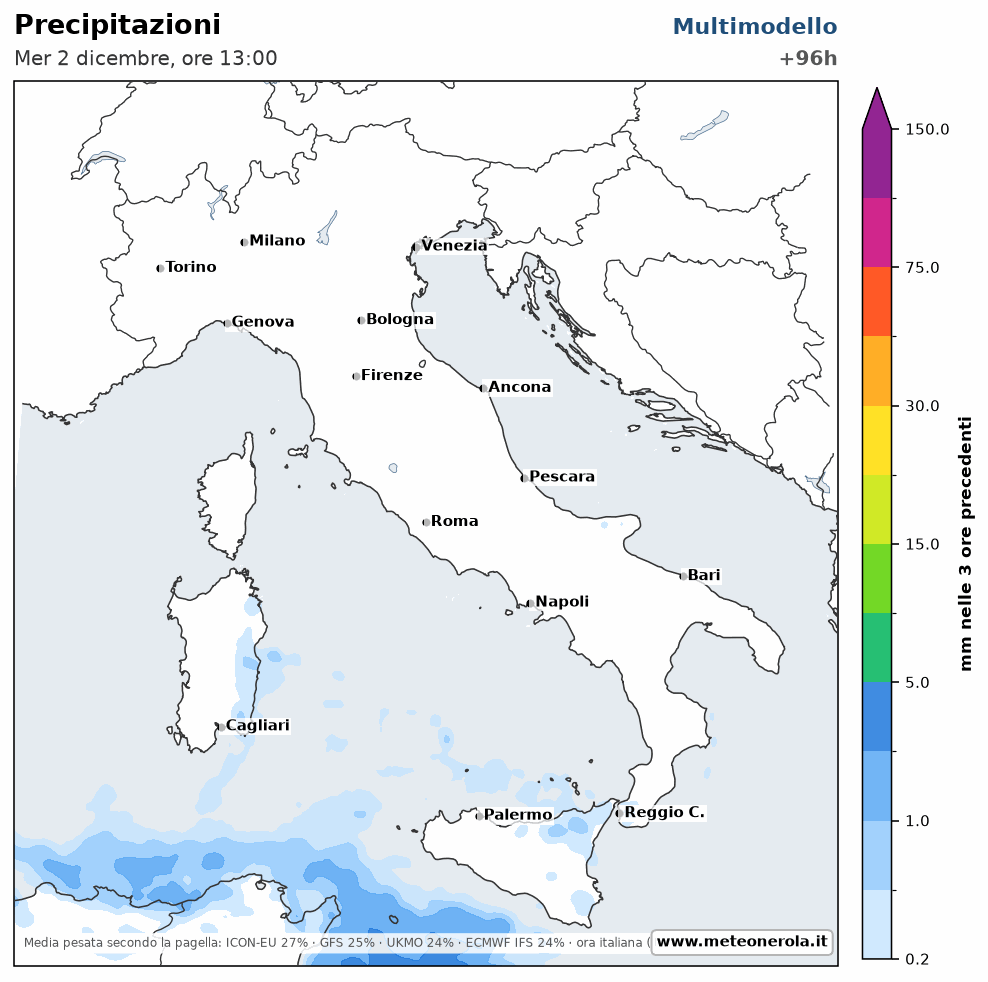 Precipitazioni
Multimodello
Mer 2 dicembre, ore 13:00
+96h
Milano
Venezia
Torino
Genova
Bologna
Firenze
Ancona
Pescara
Roma
Bari
Napoli
Cagliari
Palermo
Reggio C.
150.0
75.0
30.0
15.0
5.0
1.0
0.2
mm nelle 3 ore precedenti
Media pesata secondo la pagella: ICON-EU 27% · GFS 25% · UKMO 24% · ECMWF IFS 24% · ora italiana (
www.meteonerola.it